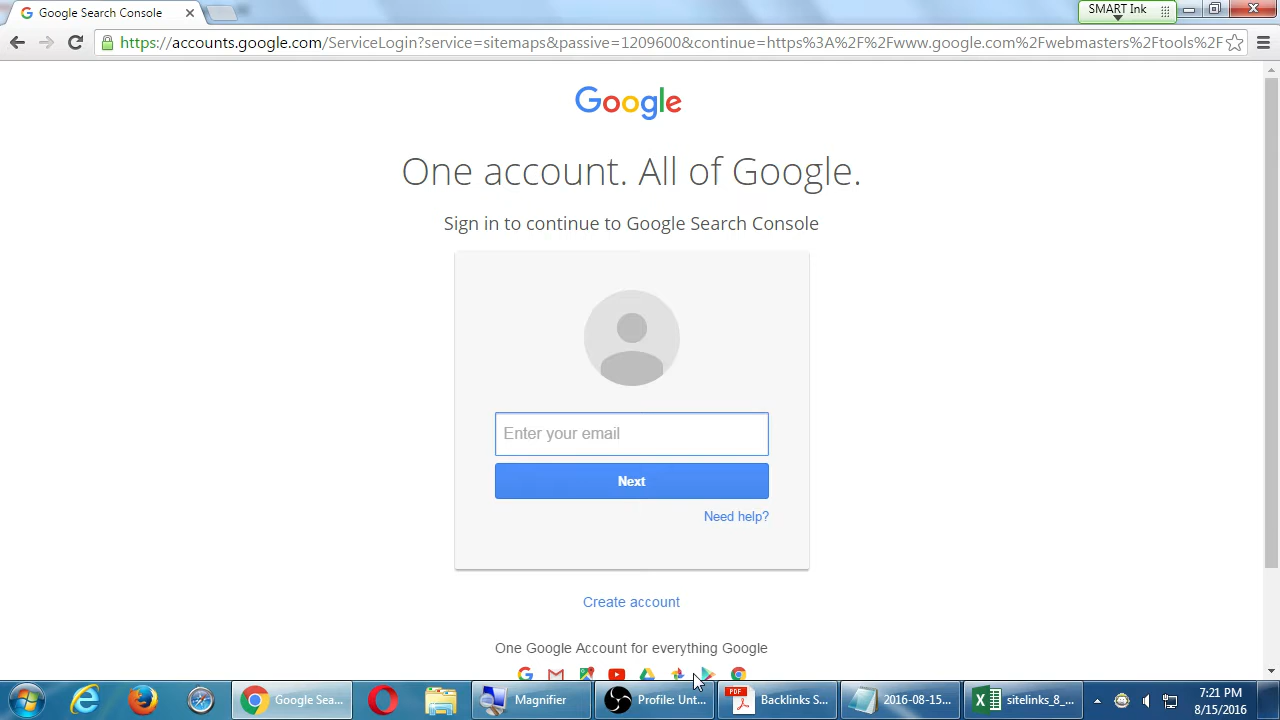 Google Search Console
SMART Ink
https://accounts.google.com/ServiceLogin?service=sitemaps&passive=1209600&continue=https%3A%2F%2Fwww.google.com%2Fwebmasters%2Ftools%2F
Google
One account. All of Google.
Sign in to continue to Google Search Console
Enter your email
Next
Need help?
Create account
One Google Account for everything Google
Google Sea...
Magnifier
Profile: Unt...
PDF
Backlinks S...
2016-08-15...
sitelinks_8_...
7:21 PM
8/15/2016